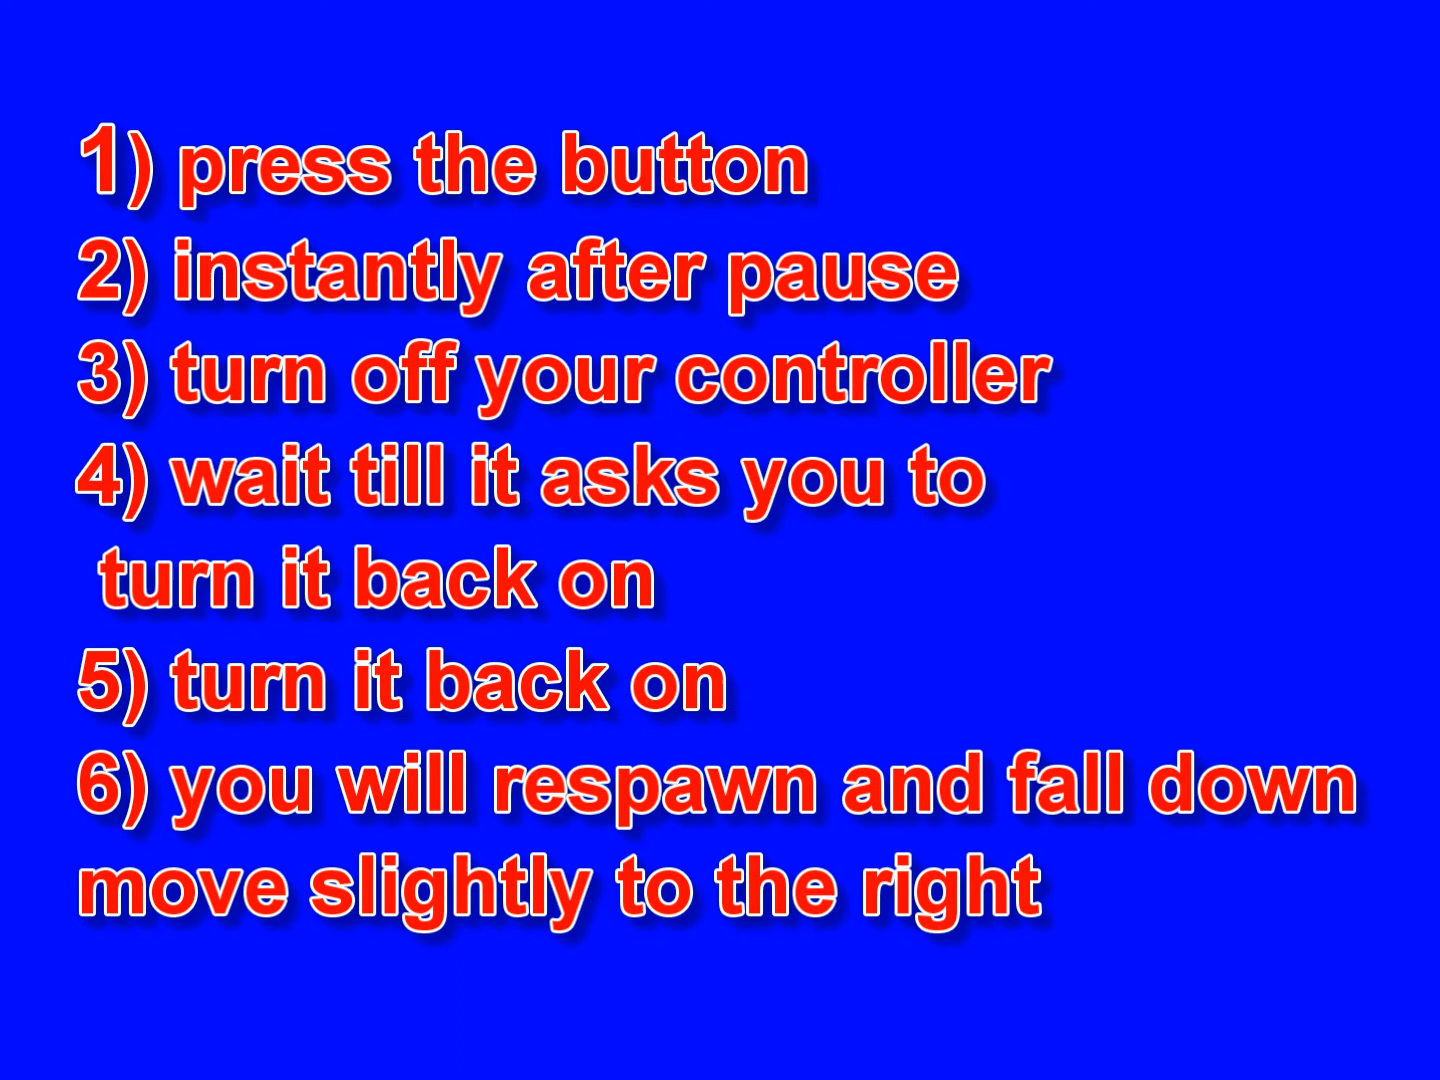 1) press the button
2) instantly after pause
3) turn off your controller
4) wait till it asks you to
turn it back on
5) turn it back on
6) you will respawn and fall down
move slightly to the right